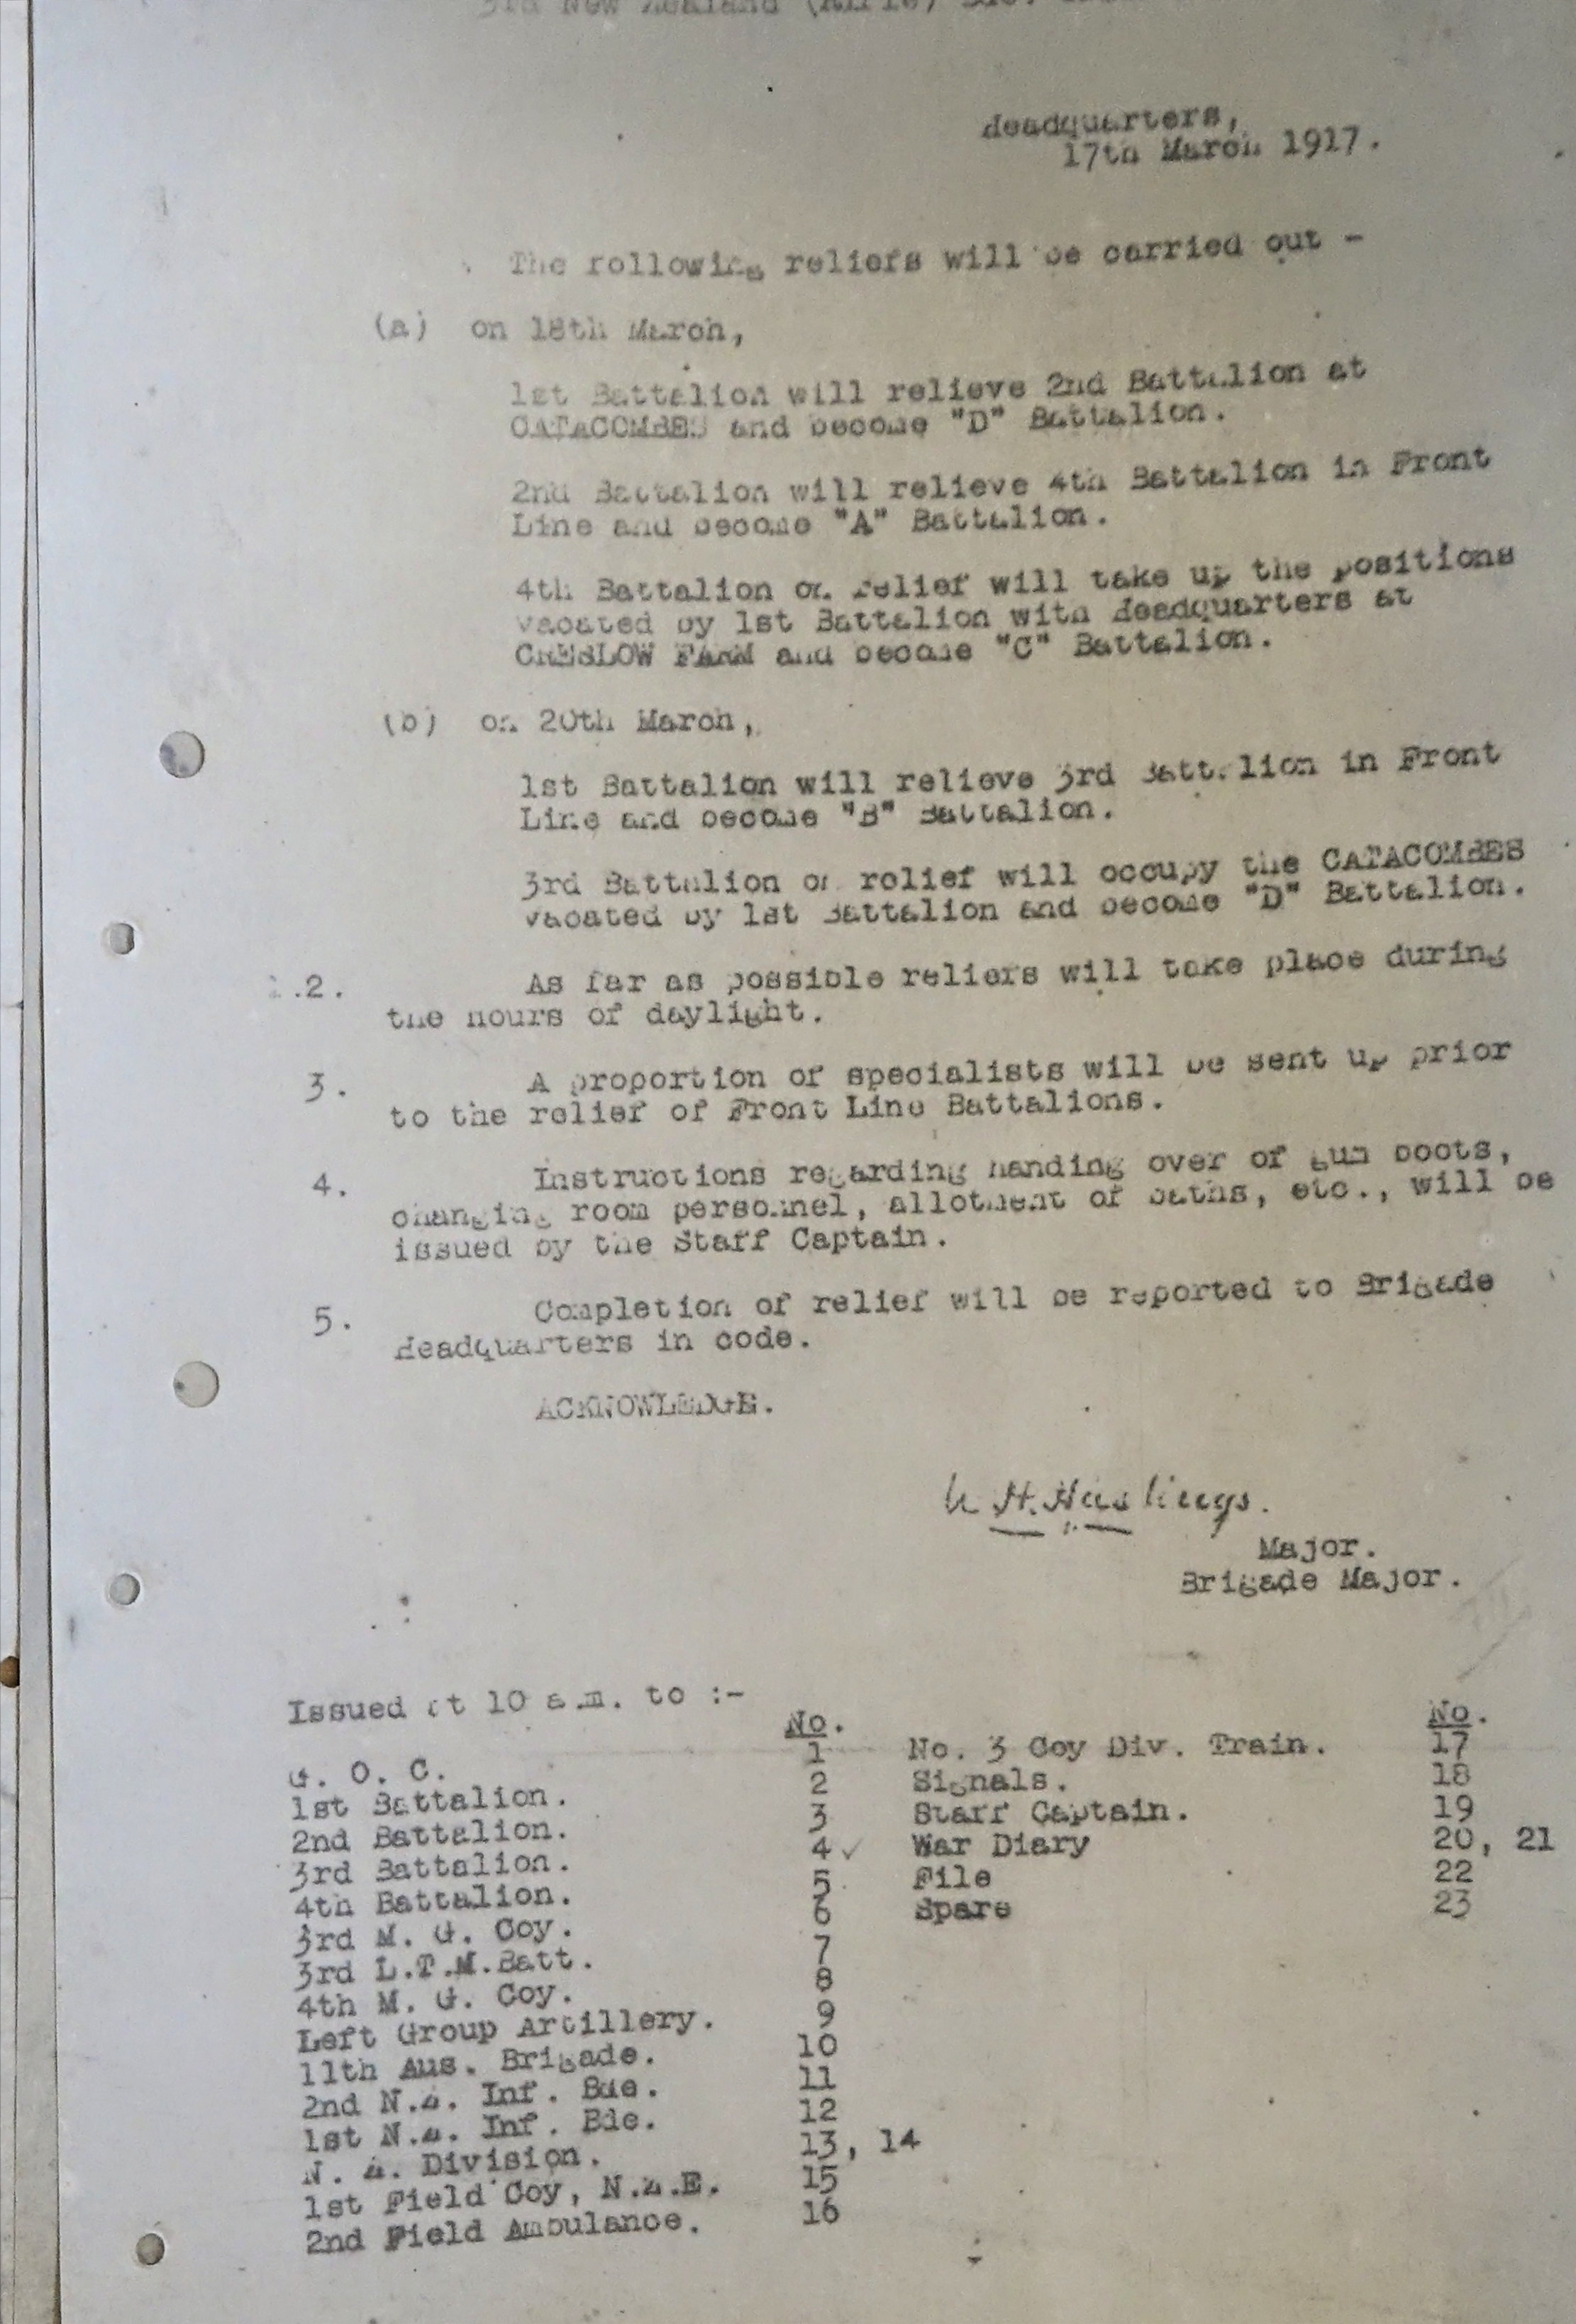 3rd New Zealand (Rifle)
Headquarters,
17th March 1917.
The following reliefs will be carried out -
(a) on 18th March,
1st Battalion will relieve 2nd Battalion at
CATACOMBES and become "D" Battalion.
2nd Battalion will relieve 4th Battalion in Front
Line and become "A" Battalion.
4th Battalion on relief will take up the positions
vacated by 1st Battalion with Headquarters at
CRESLOW FARM and become "C" Battalion.
(b) on 20th March,
1st Battalion will relieve 3rd Battalion in Front
Line and become "B" Battalion.
3rd Battalion on relief will occupy the CATACOMBES
vacated by 1st Battalion and become "D" Battalion.
2. As far as possible reliefs will take place during
the hours of daylight.
3. A proportion of specialists will be sent up prior
to the relief of Front Line Battalions.
4. Instructions regarding handing over of gum boots,
changing room personnel, allotment of baths, etc., will be
issued by the Staff Captain.
5. Completion of relief will be reported to Brigade
Headquarters in code.
ACKNOWLEDGE.
H. Hastings.
Major.
Brigade Major.
Issued at 10 a.m. to :-
No. No.
G. O. C. 1 No. 3 Coy Div. Train. 17
1st Battalion. 2 Signals. 18
2nd Battalion. 3 Staff Captain. 19
3rd Battalion. 4 ✓ War Diary 20, 21
4th Battalion. 5 File 22
3rd M. G. Coy. 6 Spare 23
3rd L.T.M.Batt. 7
4th M. G. Coy. 8
Left Group Artillery. 9
11th Aus. Brigade. 10
2nd N.Z. Inf. Bde. 11
1st N.Z. Inf. Bde. 12
N. Z. Division. 13, 14
1st Field Coy, N.Z.E. 15
2nd Field Ambulance. 16